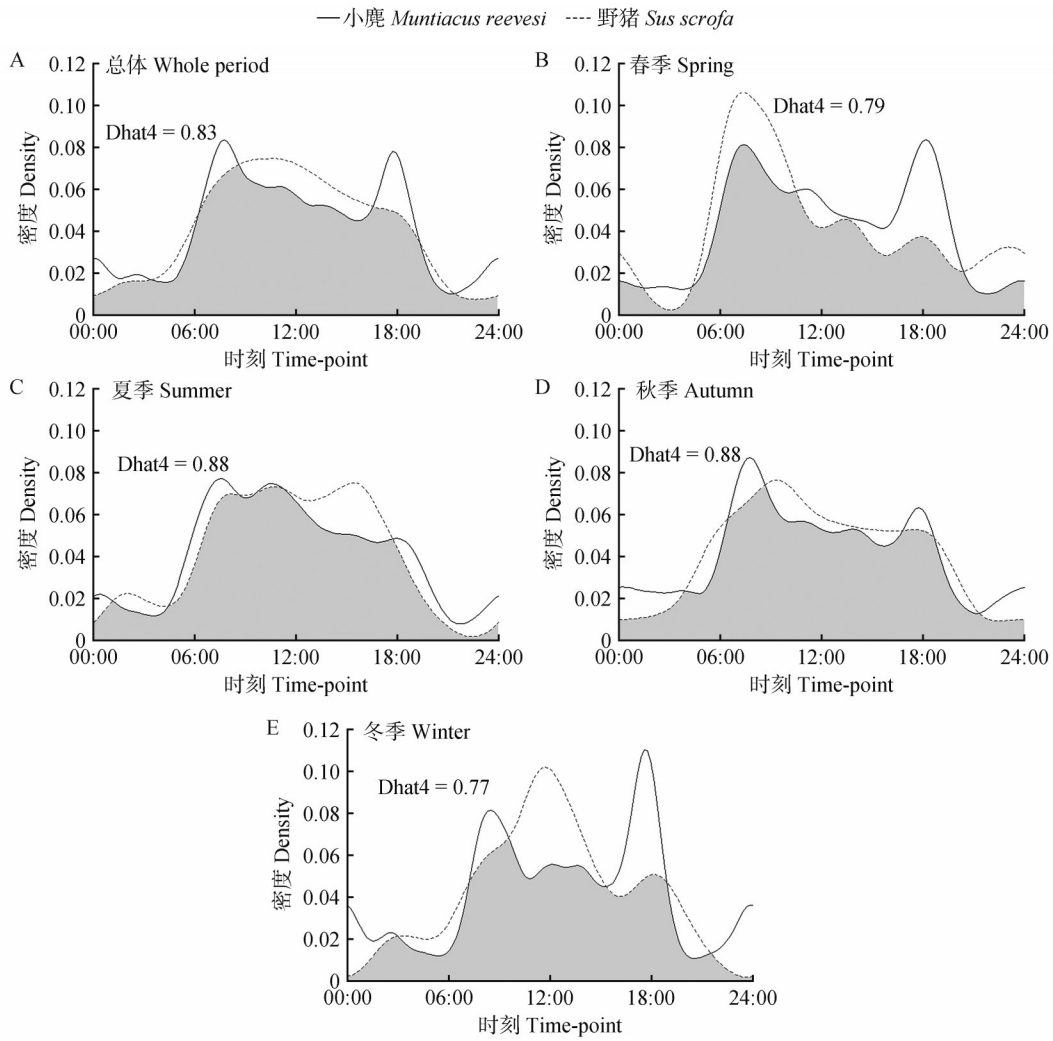 小麂 Muntiacus reevesi 野猪 Sus scrofa
A 总体 Whole period
Dhat4 = 0.83
密度 Density
0.12
0.10
0.08
0.06
0.04
0.02
0
00:00 06:00 12:00 18:00 24:00
时刻 Time-point
B 春季 Spring
Dhat4 = 0.79
密度 Density
0.12
0.10
0.08
0.06
0.04
0.02
0
00:00 06:00 12:00 18:00 24:00
时刻 Time-point
C 夏季 Summer
Dhat4 = 0.88
密度 Density
0.12
0.10
0.08
0.06
0.04
0.02
0
00:00 06:00 12:00 18:00 24:00
时刻 Time-point
D 秋季 Autumn
Dhat4 = 0.88
密度 Density
0.12
0.10
0.08
0.06
0.04
0.02
0
00:00 06:00 12:00 18:00 24:00
时刻 Time-point
E 冬季 Winter
Dhat4 = 0.77
密度 Density
0.12
0.10
0.08
0.06
0.04
0.02
0
00:00 06:00 12:00 18:00 24:00
时刻 Time-point